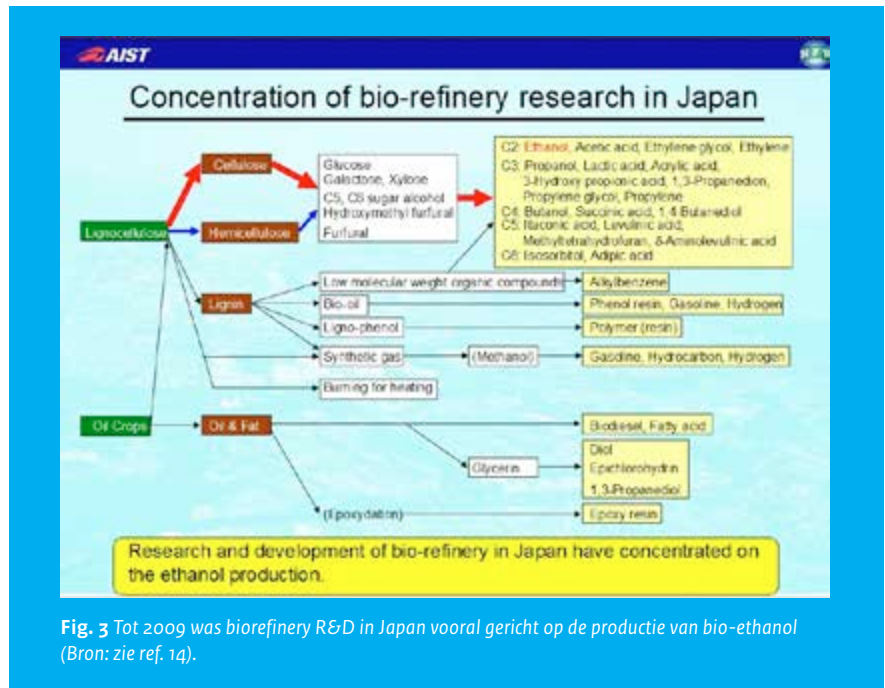 AIST
Concentration of bio-refinery research in Japan
Lignocellulose
Cellulose
Hemicellulose
Glucose
Galactose, Xylose
C5, C6 sugar alcohol
Hydroxymethyl furfural
Furfural
C2: Ethanol, Acetic acid, Ethylene glycol, Ethylene
C3: Propanol, Lactic acid, Acrylic acid,
3-Hydroxy propionic acid, 1,3-Propanedion,
Propylene glycol, Propylene
C4: Butanol, Succinic acid, 1,4-Butanediol
C5: Itaconic acid, Levulinic acid,
Methyltetrahydrofuran, δ-Aminolevulinic acid
C6: Isosorbitol, Adipic acid
Lignin
Low molecular weight organic compounds
Alkylbenzene
Bio-oil
Phenol resin, Gasoline, Hydrogen
Ligno-phenol
Polymer (resin)
Synthetic gas
(Methanol)
Gasoline, Hydrocarbon, Hydrogen
Burning for heating
Oil Crops
Oil & Fat
Biodiesel, Fatty acid
Glycerin
Diol
Epichlorohydrin
1,3-Propanediol
(Epoxydation)
Epoxy resin
Research and development of bio-refinery in Japan have concentrated on
the ethanol production.
Fig. 3 Tot 2009 was biorefinery R&D in Japan vooral gericht op de productie van bio-ethanol
(Bron: zie ref. 14).